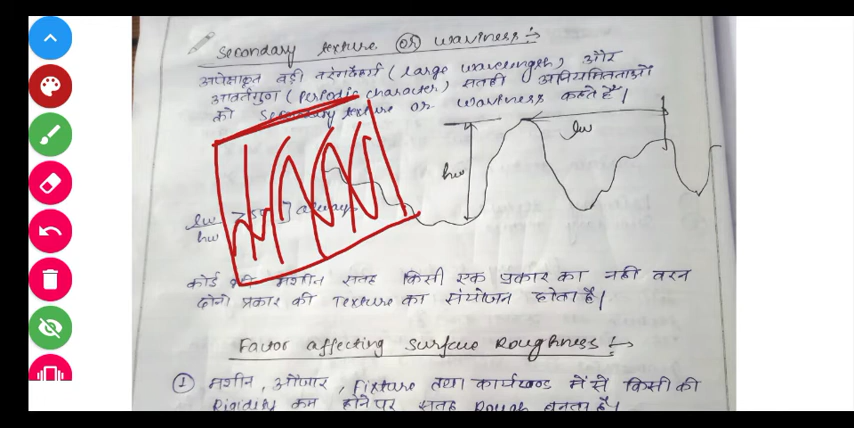 Secondary texture or waviness :-
अपेक्षाकृत बड़ी तरंगदैर्ध्य (large wavelength) और
आवर्तगुण (Periodic character) सतही अनियमितताओं
को Secondary texture or waviness कहते हैं।
lw
hw
lw/hw > 50 ] always
कोई भी मशीन सतह किसी एक प्रकार का नही वरन
दोनो प्रकार की Texture का संयोजन होता है।
Favor affecting Surface Roughness :-
① मशीन, औजार, Fixture तथा कार्यखण्ड में से किसी की
Rigidity कम होने पर सतह Rough बनता है।